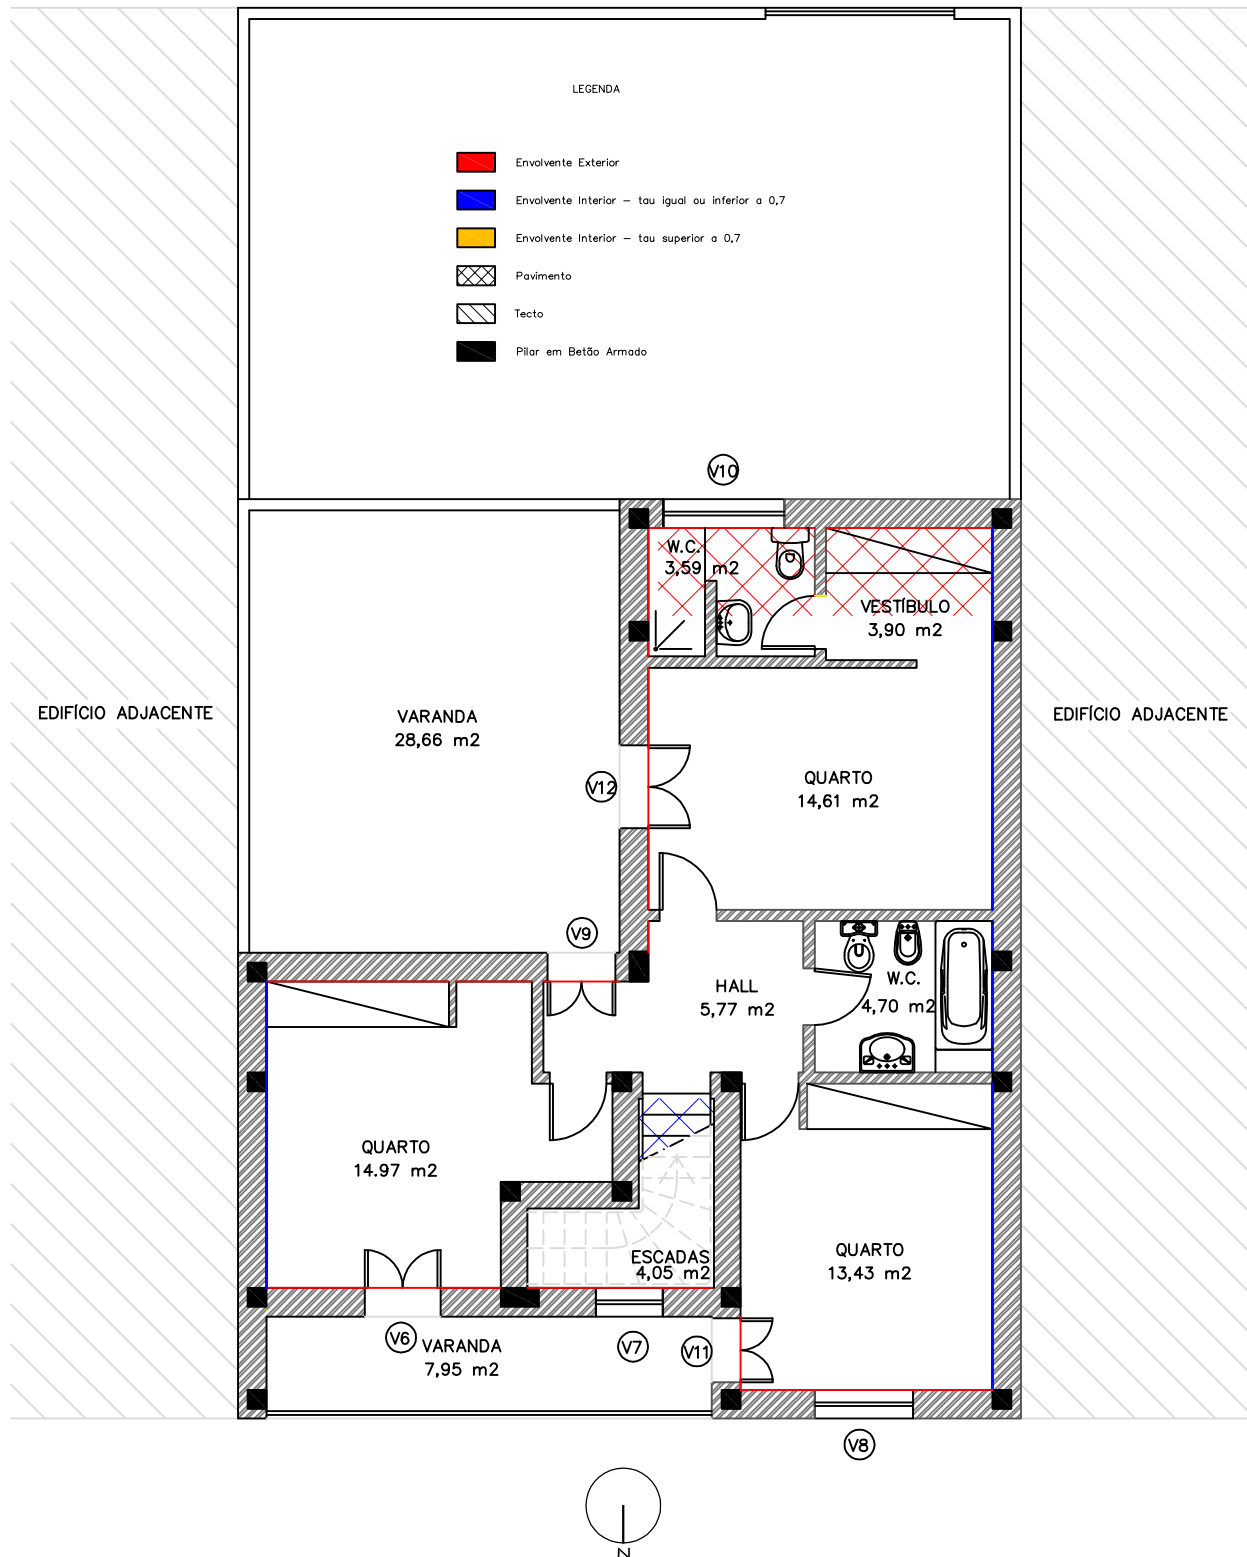 LEGENDA
Envolvente Exterior
Envolvente Interior – tau igual ou inferior a 0,7
Envolvente Interior – tau superior a 0,7
Pavimento
Tecto
Pilar em Betão Armado
V10
W.C.
3,59 m2
VESTÍBULO
3,90 m2
EDIFÍCIO ADJACENTE
VARANDA
28,66 m2
EDIFÍCIO ADJACENTE
V12
QUARTO
14,61 m2
V9
HALL
5,77 m2
W.C.
4,70 m2
QUARTO
14.97 m2
ESCADAS
4,05 m2
QUARTO
13,43 m2
V6
VARANDA
7,95 m2
V7
V11
V8
N